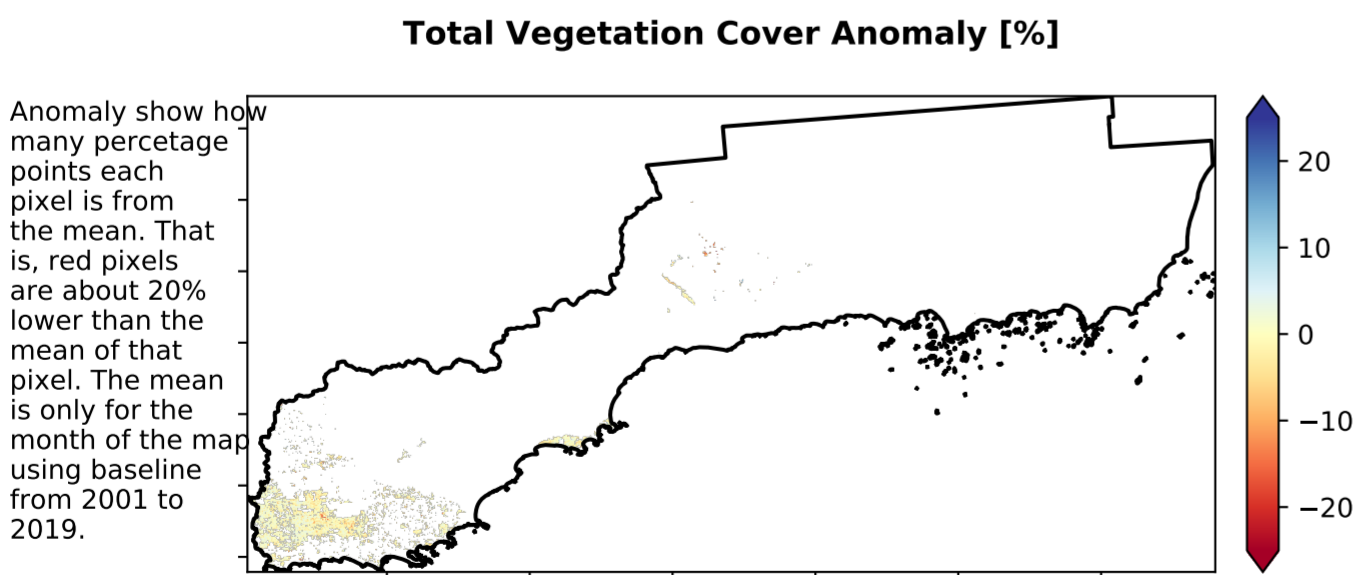 Total Vegetation Cover Anomaly [%]
Anomaly show how
many percetage
points each
pixel is from
the mean. That
is, red pixels
are about 20%
lower than the
mean of that
pixel. The mean
is only for the
month of the map
using baseline
from 2001 to
2019.
20
10
0
−10
−20